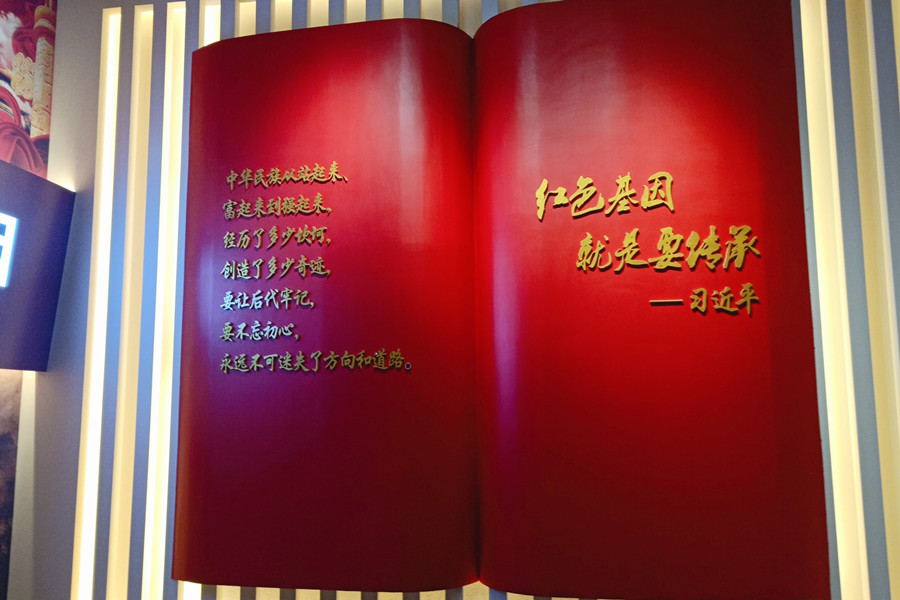 中华民族从站起来、
富起来到强起来，
经历了多少坎坷，
创造了多少奇迹，
要让后代牢记，
要不忘初心，
永远不可迷失了方向和道路。
红色基因
就是要传承
——习近平